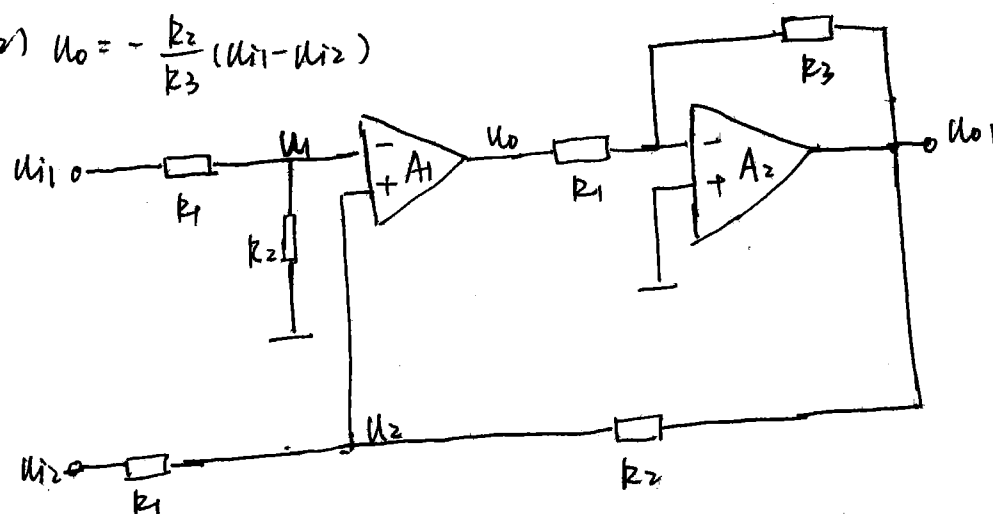 2) u₀ = - R₂/R₃ (ui₁-ui₂)
R₃
ui₁
R₁
u₁
R₂
-
+
A₁
u₀
R₁
-
+
A₂
u₀₁
ui₂
R₁
u₂
R₂